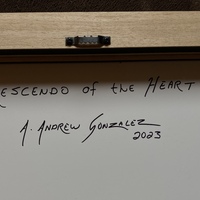 ESCENDO of the HEART
A. ANDREW GONZALEZ
2023